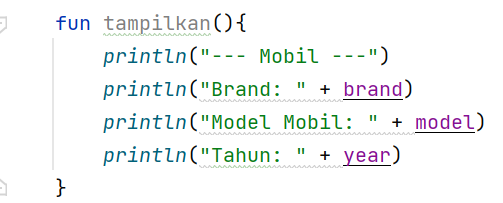 fun tampilkan(){
println("--- Mobil ---")
println("Brand: " + brand)
println("Model Mobil: " + model)
println("Tahun: " + year)
}